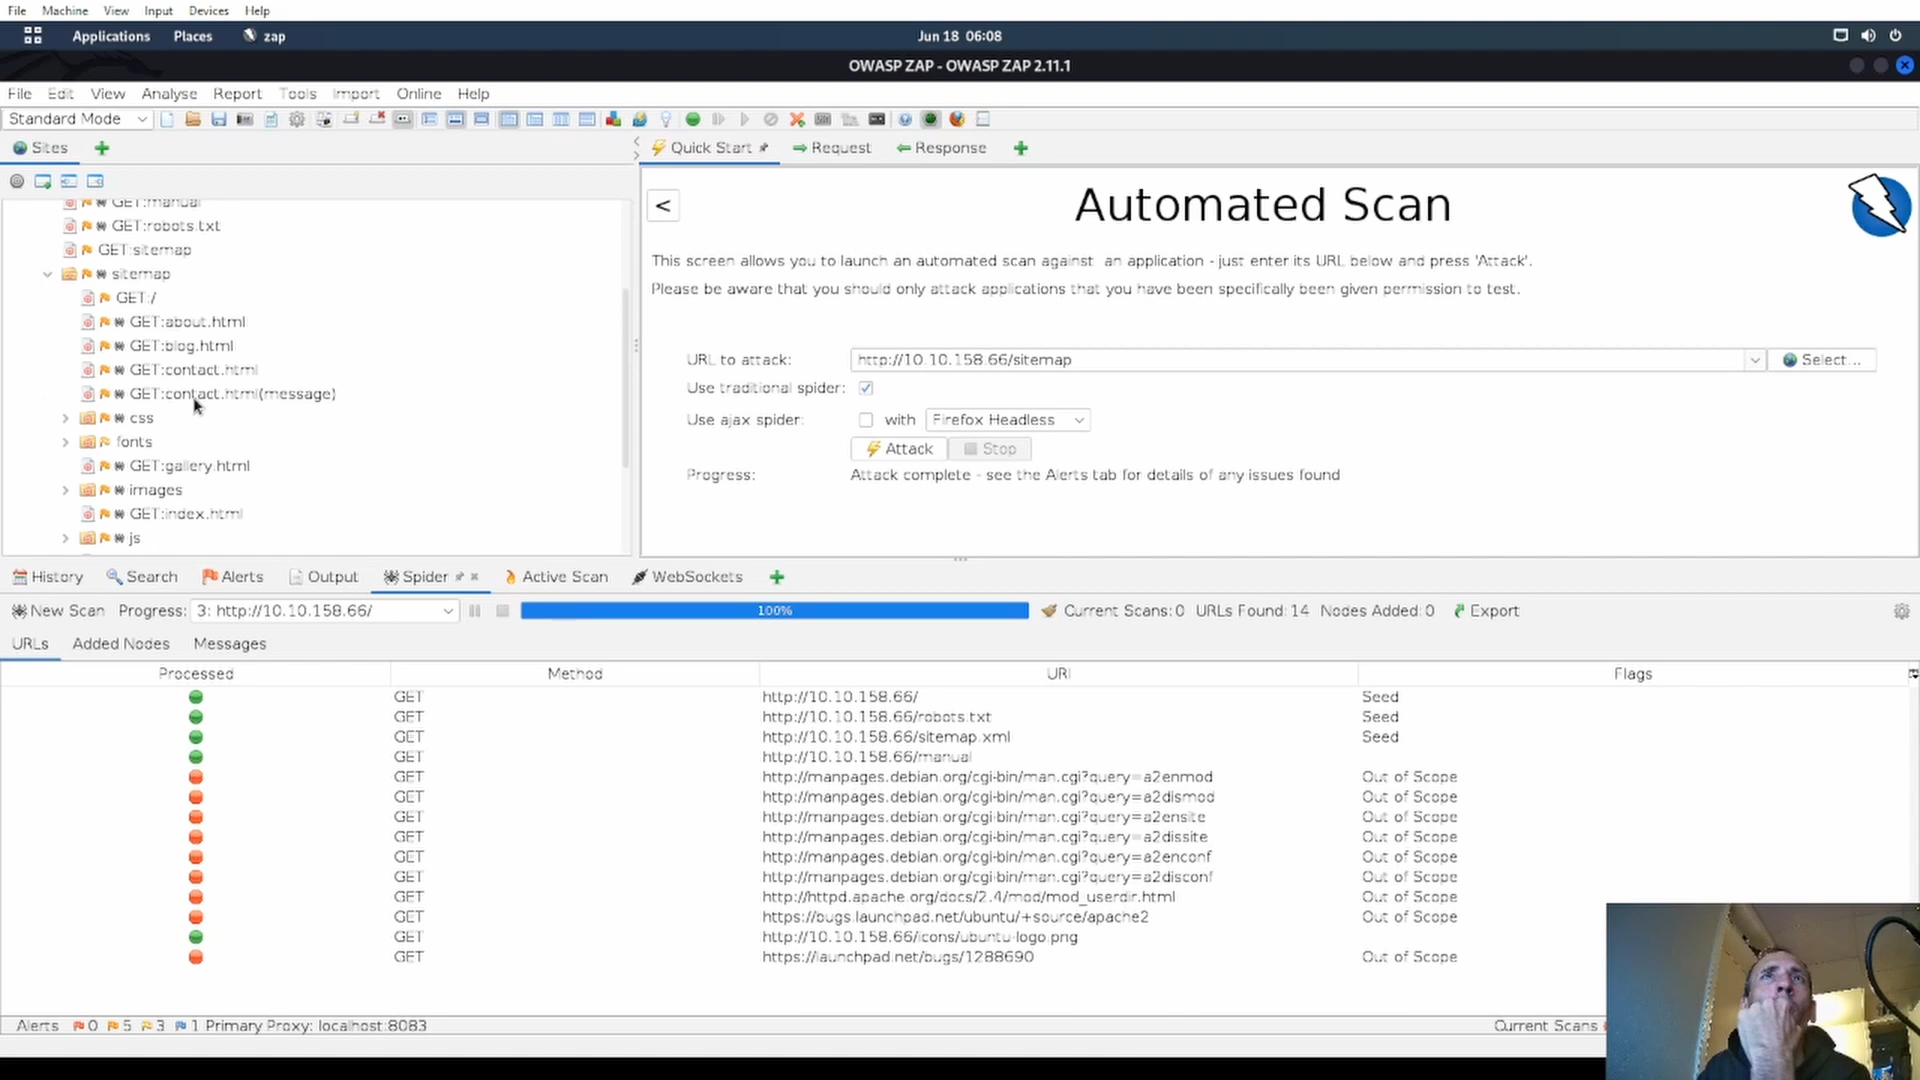 File Machine View Input Devices Help
Applications Places zap Jun 18 06:08
OWASP ZAP - OWASP ZAP 2.11.1
File Edit View Analyse Report Tools Import Online Help
Standard Mode
Sites
Quick Start Request Response
GET:manual
GET:robots.txt
GET:sitemap
sitemap
GET:/
GET:about.html
GET:blog.html
GET:contact.html
GET:contact.html(message)
css
fonts
GET:gallery.html
images
GET:index.html
js
<
Automated Scan
This screen allows you to launch an automated scan against an application - just enter its URL below and press 'Attack'.
Please be aware that you should only attack applications that you have been specifically been given permission to test.
URL to attack: http://10.10.158.66/sitemap Select...
Use traditional spider:
Use ajax spider: with Firefox Headless
Attack Stop
Progress: Attack complete - see the Alerts tab for details of any issues found
History Search Alerts Output Spider Active Scan WebSockets
New Scan Progress: 3: http://10.10.158.66/ 100% Current Scans: 0 URLs Found: 14 Nodes Added: 0 Export
URLs Added Nodes Messages
Processed Method URI Flags
GET http://10.10.158.66/ Seed
GET http://10.10.158.66/robots.txt Seed
GET http://10.10.158.66/sitemap.xml Seed
GET http://10.10.158.66/manual
GET http://manpages.debian.org/cgi-bin/man.cgi?query=a2enmod Out of Scope
GET http://manpages.debian.org/cgi-bin/man.cgi?query=a2dismod Out of Scope
GET http://manpages.debian.org/cgi-bin/man.cgi?query=a2ensite Out of Scope
GET http://manpages.debian.org/cgi-bin/man.cgi?query=a2dissite Out of Scope
GET http://manpages.debian.org/cgi-bin/man.cgi?query=a2enconf Out of Scope
GET http://manpages.debian.org/cgi-bin/man.cgi?query=a2disconf Out of Scope
GET http://httpd.apache.org/docs/2.4/mod/mod_userdir.html Out of Scope
GET https://bugs.launchpad.net/ubuntu/+source/apache2 Out of Scope
GET http://10.10.158.66/icons/ubuntu-logo.png
GET https://launchpad.net/bugs/1288690 Out of Scope
Alerts 0 5 3 1 Primary Proxy: localhost:8083 Current Scans